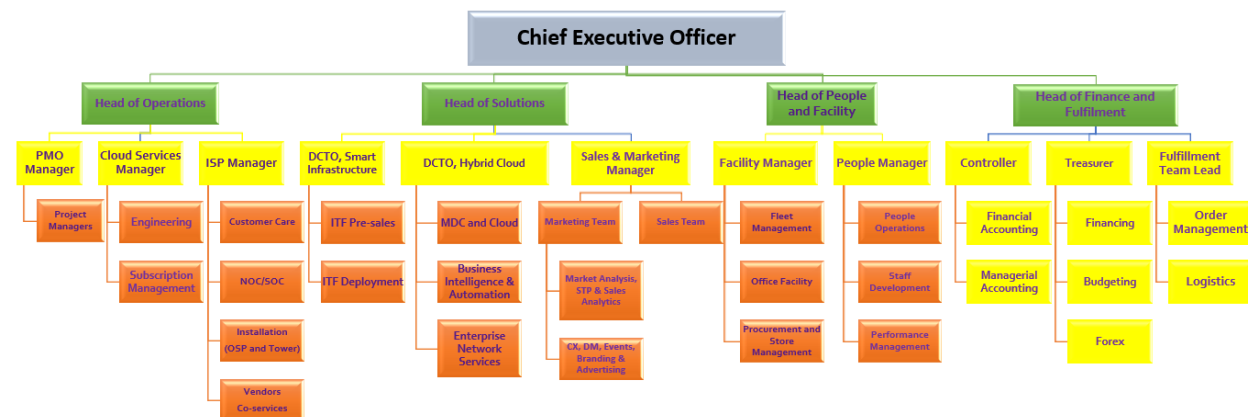 Chief Executive Officer
Head of Operations
Head of Solutions
Head of People
and Facility
Head of Finance and
Fulfilment
PMO
Manager
Cloud Services
Manager
ISP Manager
DCTO, Smart
Infrastructure
DCTO, Hybrid Cloud
Sales & Marketing
Manager
Facility Manager
People Manager
Controller
Treasurer
Fulfillment
Team Lead
Project
Managers
Engineering
Customer Care
ITF Pre-sales
MDC and Cloud
Marketing Team
Sales Team
Fleet
Management
People
Operations
Financial
Accounting
Financing
Order
Management
Subscription
Management
NOC/SOC
ITF Deployment
Business
Intelligence &
Automation
Market Analysis,
STP & Sales
Analytics
Office Facility
Staff
Development
Managerial
Accounting
Budgeting
Logistics
Installation
(OSP and Tower)
Enterprise
Network
Services
CX, DM, Events,
Branding &
Advertising
Procurement and
Store
Management
Performance
Management
Forex
Vendors
Co-services